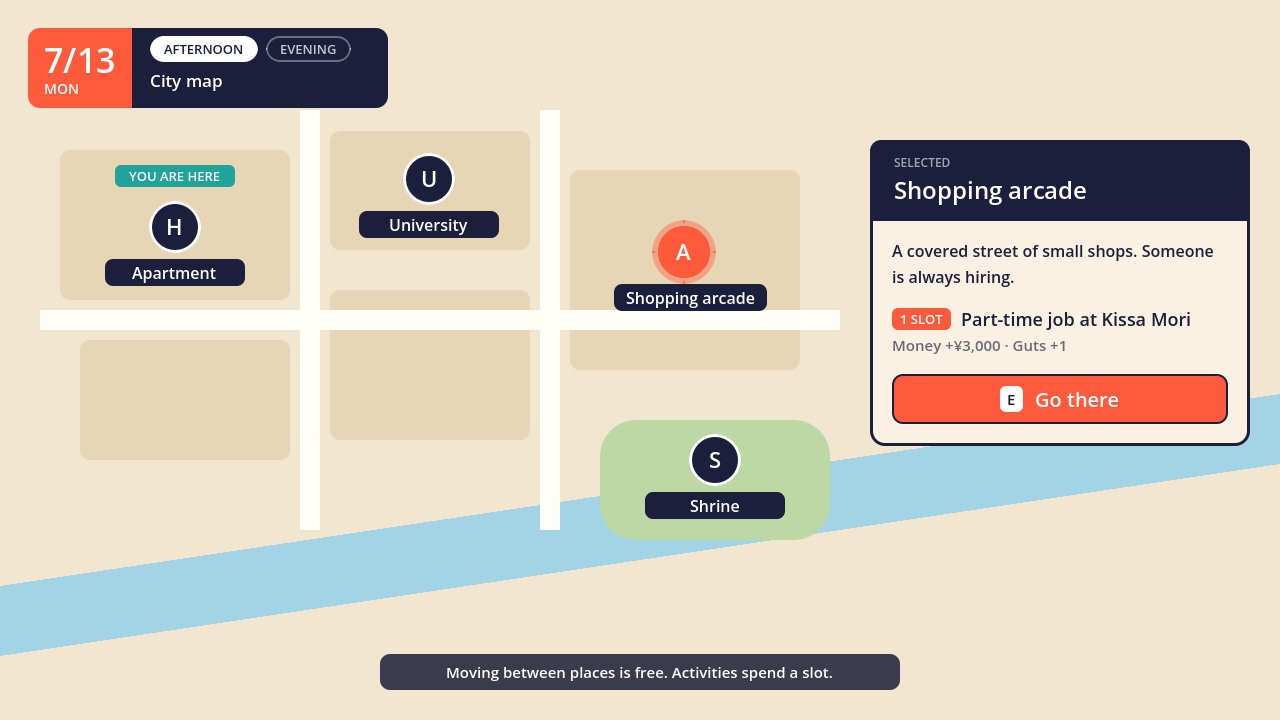 7/13
MON
AFTERNOON
EVENING
City map
YOU ARE HERE
H
Apartment
U
University
A
Shopping arcade
S
Shrine
SELECTED
Shopping arcade
A covered street of small shops. Someone
is always hiring.
1 SLOT Part-time job at Kissa Mori
Money +¥3,000 · Guts +1
E Go there
Moving between places is free. Activities spend a slot.